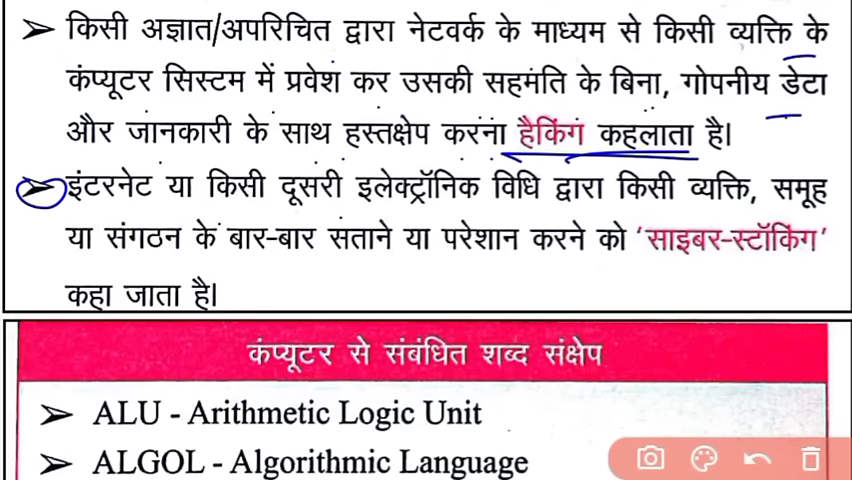 ➢ किसी अज्ञात/अपरिचित द्वारा नेटवर्क के माध्यम से किसी व्यक्ति के
कंप्यूटर सिस्टम में प्रवेश कर उसकी सहमति के बिना, गोपनीय डेटा
और जानकारी के साथ हस्तक्षेप करना हैकिंग कहलाता है।
➢ इंटरनेट या किसी दूसरी इलेक्ट्रॉनिक विधि द्वारा किसी व्यक्ति, समूह
या संगठन के बार-बार सताने या परेशान करने को 'साइबर-स्टॉकिंग'
कहा जाता है।
कंप्यूटर से संबंधित शब्द संक्षेप
➢ ALU - Arithmetic Logic Unit
➢ ALGOL - Algorithmic Language